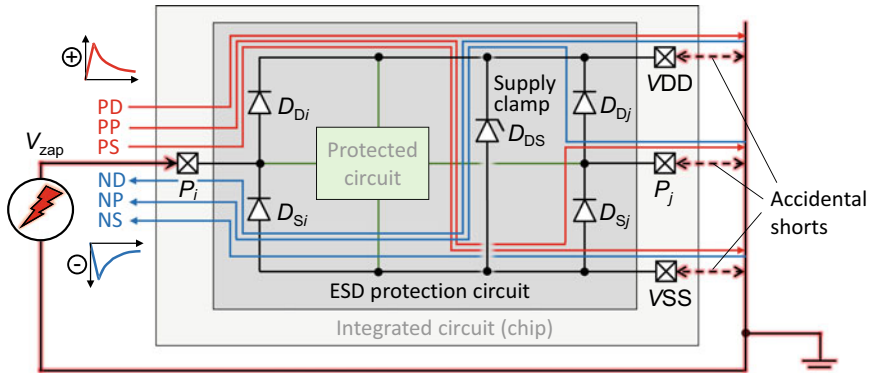 +
PD
PP
PS
V_zap
P_i
ND
NP
NS
-
D_Di
D_Si
Protected
circuit
Supply
clamp
D_DS
D_Dj
D_Sj
VDD
P_j
VSS
Accidental
shorts
ESD protection circuit
Integrated circuit (chip)